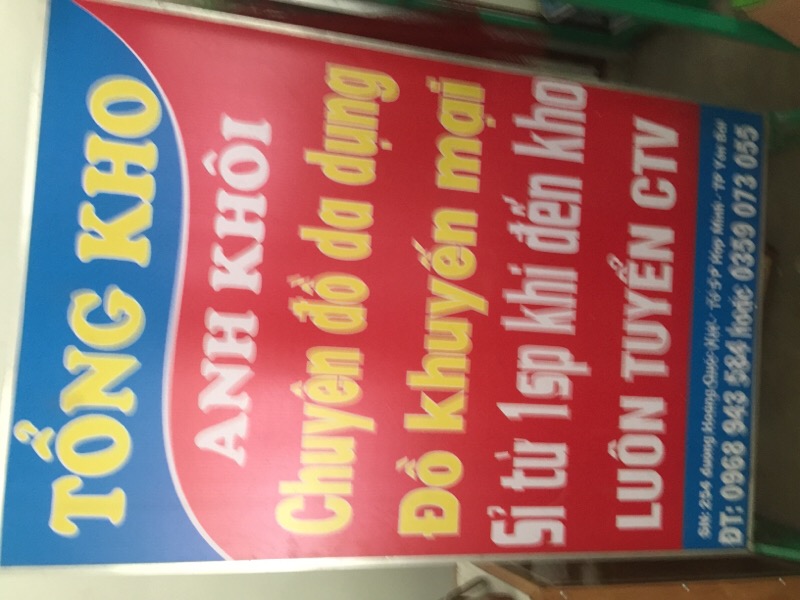 TỔNG KHO
ANH KHÔI
Chuyên đồ da dụng
Đồ khuyến mại
Sỉ từ 1sp khi đến kho
LUÔN TUYỂN CTV
SN: 254 đường Hoàng Quốc Việt - Tổ 5 P Hợp Minh - TP Yên Bái
ĐT: 0968 943 584 hoặc 0359 073 055